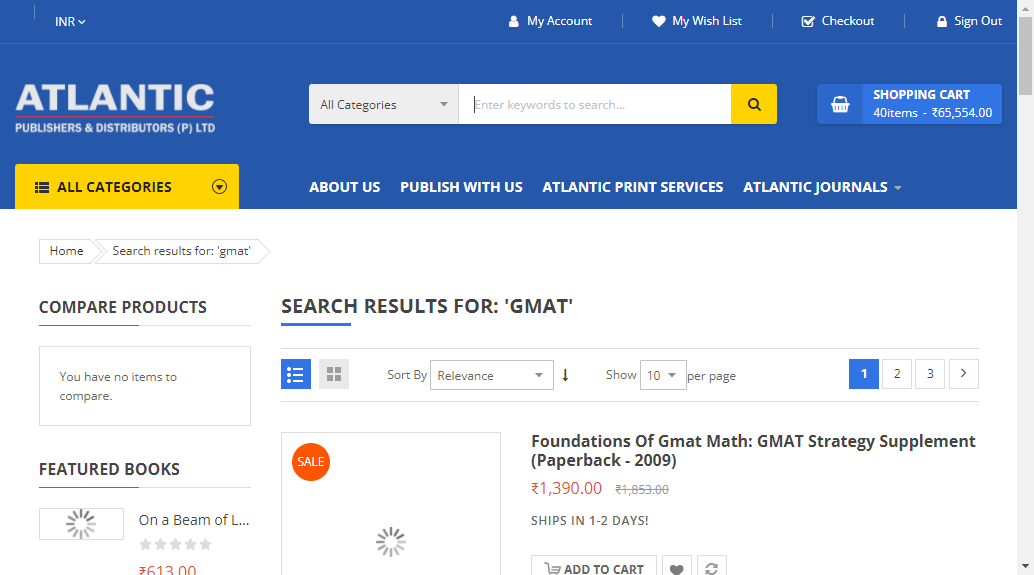 INR
My Account
My Wish List
Checkout
Sign Out
ATLANTIC
PUBLISHERS & DISTRIBUTORS (P) LTD
All Categories
Enter keywords to search...
SHOPPING CART
40items - ₹65,554.00
ALL CATEGORIES
ABOUT US
PUBLISH WITH US
ATLANTIC PRINT SERVICES
ATLANTIC JOURNALS
Home
Search results for: 'gmat'
COMPARE PRODUCTS
You have no items to
compare.
FEATURED BOOKS
On a Beam of L...
₹613.00
SEARCH RESULTS FOR: 'GMAT'
Sort By
Relevance
Show
10
per page
1
2
3
SALE
Foundations Of Gmat Math: GMAT Strategy Supplement
(Paperback - 2009)
₹1,390.00 ₹1,853.00
SHIPS IN 1-2 DAYS!
ADD TO CART